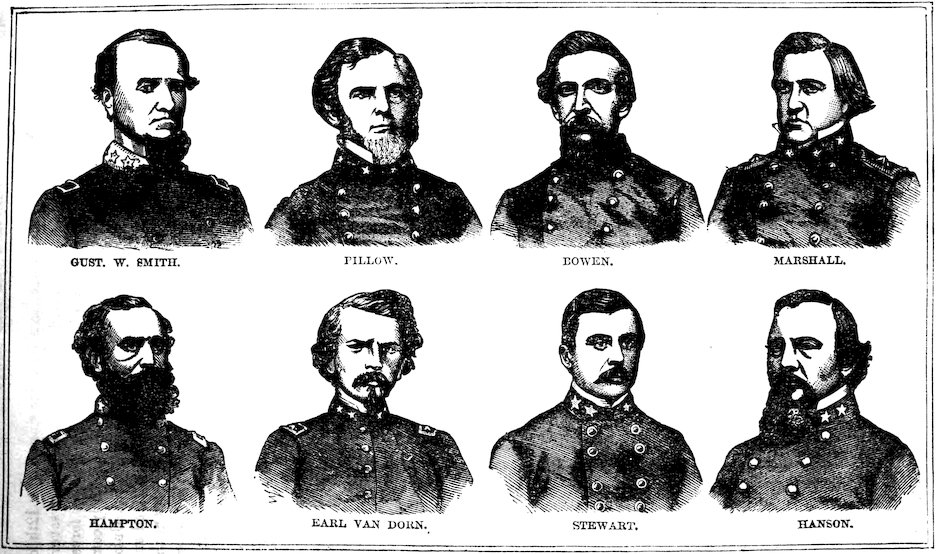 GUST. W. SMITH.
PILLOW.
BOWEN.
MARSHALL.
HAMPTON.
EARL VAN DORN.
STEWART.
HANSON.